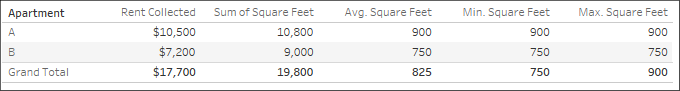 Apartment Rent Collected Sum of Square Feet Avg. Square Feet Min. Square Feet Max. Square Feet
A $10,500 10,800 900 900 900
B $7,200 9,000 750 750 750
Grand Total $17,700 19,800 825 750 900